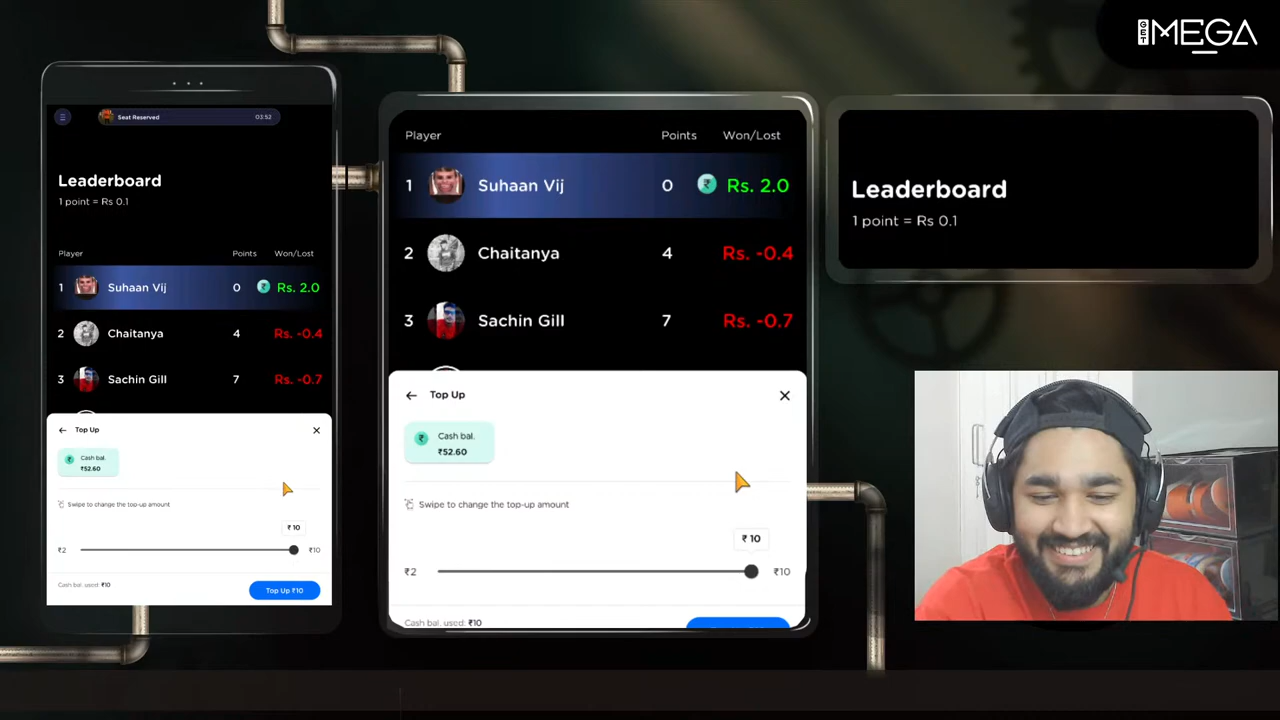 GET MEGA
Seat Reserved 03:52
Leaderboard
1 point = Rs 0.1
Player Points Won/Lost
1 Suhaan Vij 0 ₹ Rs. 2.0
2 Chaitanya 4 Rs. -0.4
3 Sachin Gill 7 Rs. -0.7
Top Up
₹ Cash bal.
₹52.60
Swipe to change the top-up amount
₹ 10
₹2 ₹10
Cash bal. used: ₹10
Top Up ₹10
Player Points Won/Lost
1 Suhaan Vij 0 ₹ Rs. 2.0
2 Chaitanya 4 Rs. -0.4
3 Sachin Gill 7 Rs. -0.7
Top Up
₹ Cash bal.
₹52.60
Swipe to change the top-up amount
₹ 10
₹2 ₹10
Cash bal. used: ₹10
Leaderboard
1 point = Rs 0.1